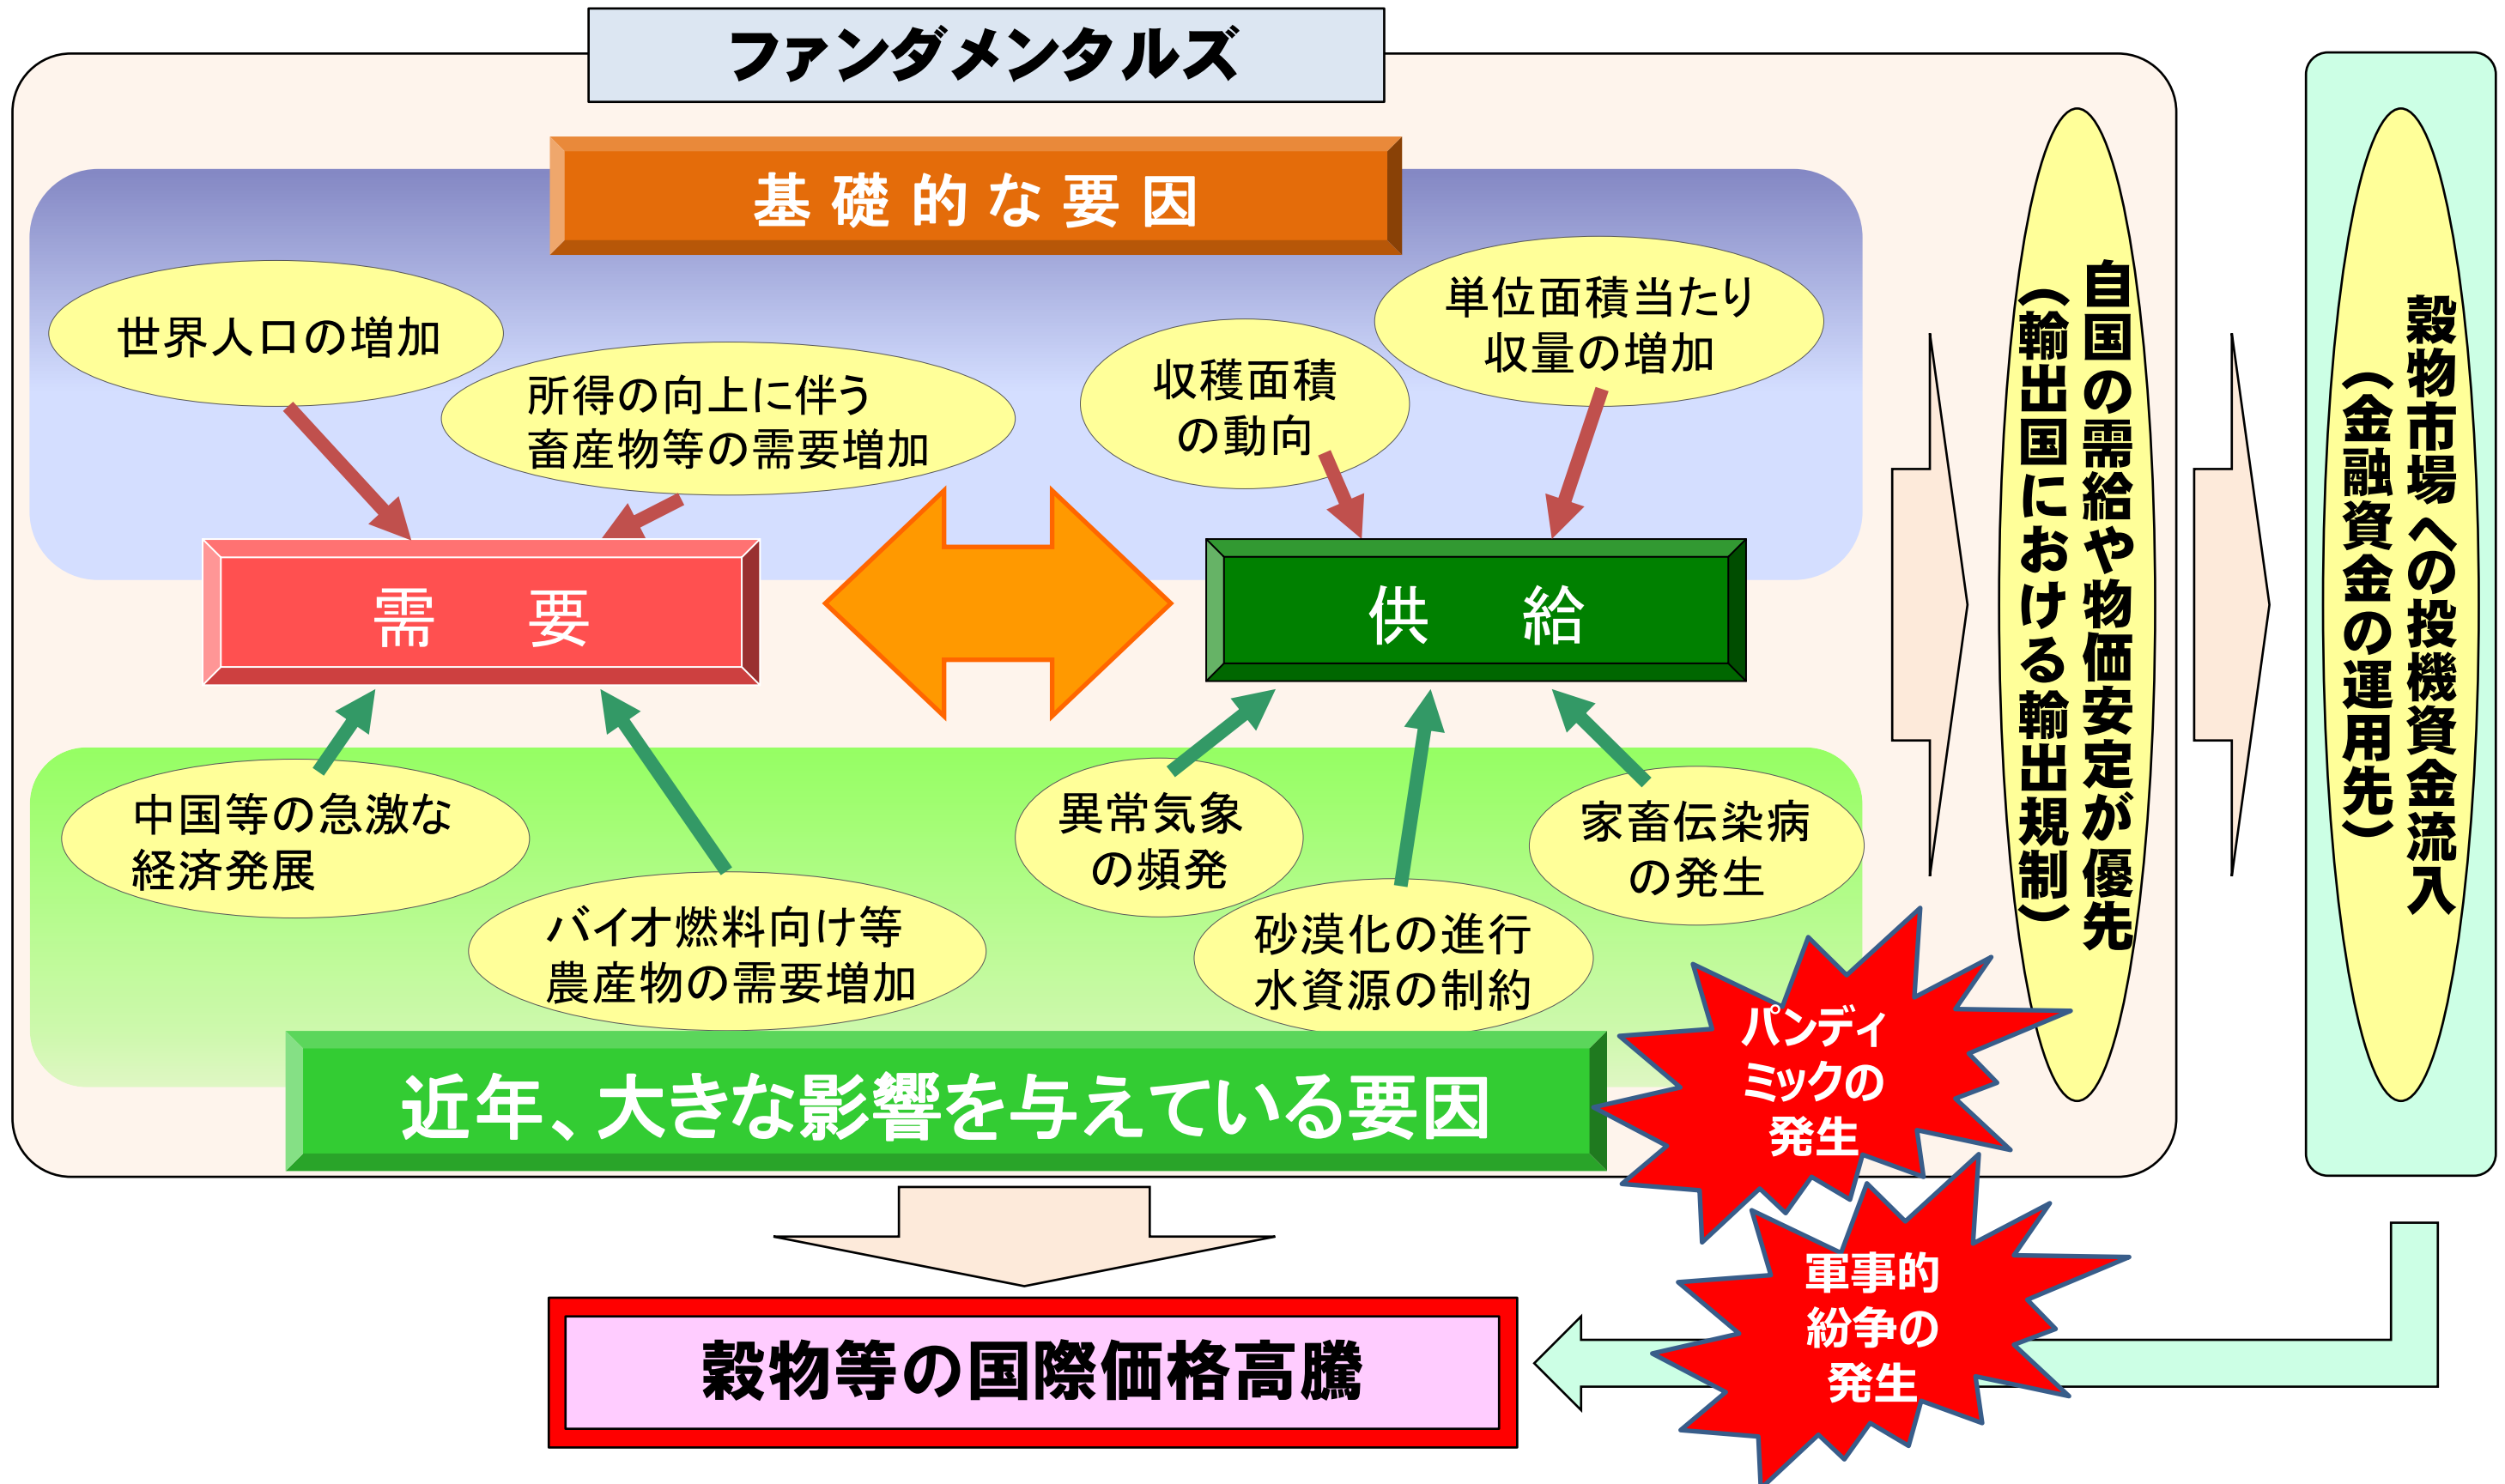 ファンダメンタルズ
基礎的な要因
世界人口の増加
所得の向上に伴う
畜産物等の需要増加
収穫面積
の動向
単位面積当たり
収量の増加
需 要
供 給
中国等の急激な
経済発展
バイオ燃料向け等
農産物の需要増加
異常気象
の頻発
砂漠化の進行
水資源の制約
家畜伝染病
の発生
近年、大きな影響を与えている要因
自国の需給や物価安定が優先
（輸出国における輸出規制）
穀物市場への投機資金流入
（金融資金の運用先）
パンディ
ミックの
発生
軍事的
紛争の
発生
穀物等の国際価格高騰